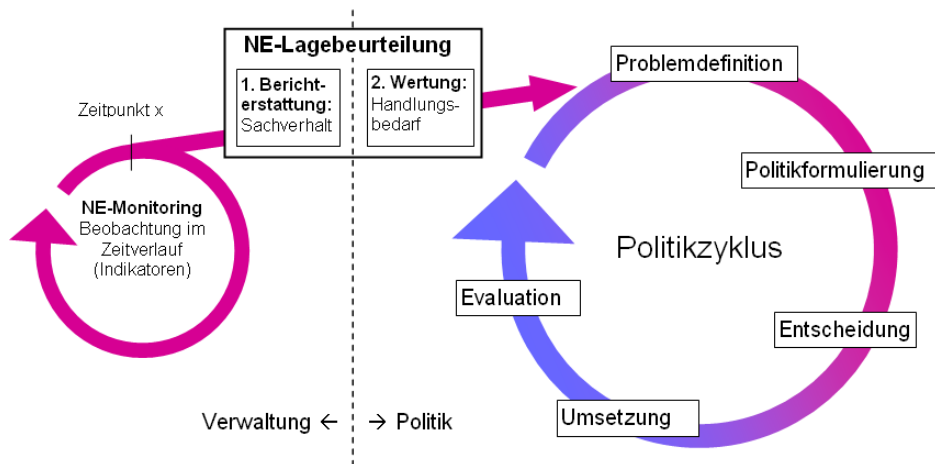 NE-Lagebeurteilung
1. Bericht-
erstattung:
Sachverhalt
2. Wertung:
Handlungs-
bedarf
Zeitpunkt x
NE-Monitoring
Beobachtung im
Zeitverlauf
(Indikatoren)
Problemdefinition
Politikformulierung
Politikzyklus
Evaluation
Entscheidung
Umsetzung
Verwaltung ← → Politik